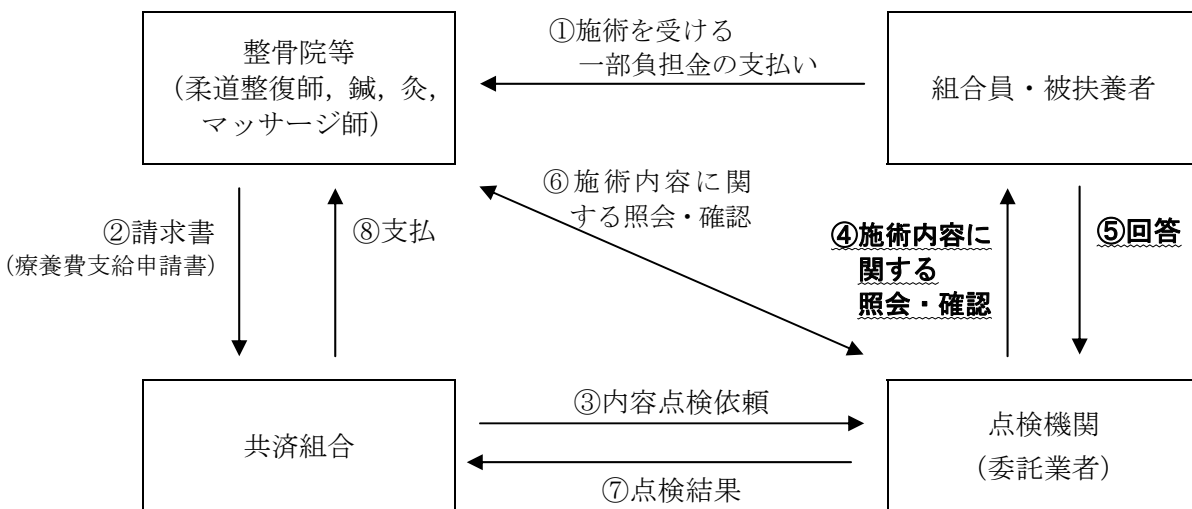 ①施術を受ける
一部負担金の支払い
整骨院等
（柔道整復師，鍼，灸，
マッサージ師）
組合員・被扶養者
⑥施術内容に関
する照会・確認
②請求書
（療養費支給申請書）
⑧支払
④施術内容に
関する
照会・確認
⑤回答
③内容点検依頼
共済組合
点検機関
（委託業者）
⑦点検結果